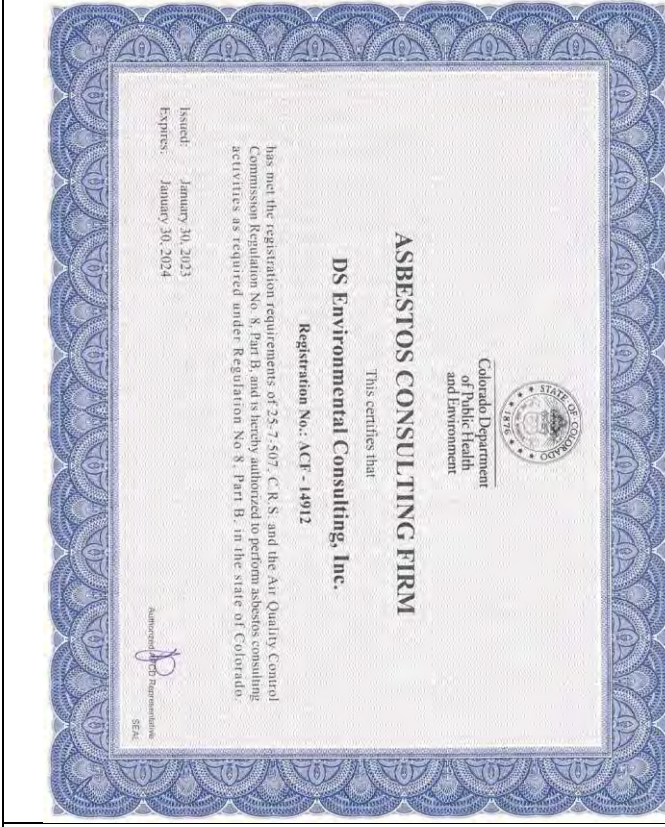 STATE OF COLORADO
1876
Colorado Department
of Public Health
and Environment
ASBESTOS CONSULTING FIRM
This certifies that
DS Environmental Consulting, Inc.
Registration No.: ACF - 14912
has met the registration requirements of 25-7-507, C.R.S. and the Air Quality Control
Commission Regulation No. 8, Part B, and is hereby authorized to perform asbestos consulting
activities as required under Regulation No. 8, Part B, in the state of Colorado.
Issued: January 30, 2023
Expires: January 30, 2024
Authorized APCD Representative
SEAL